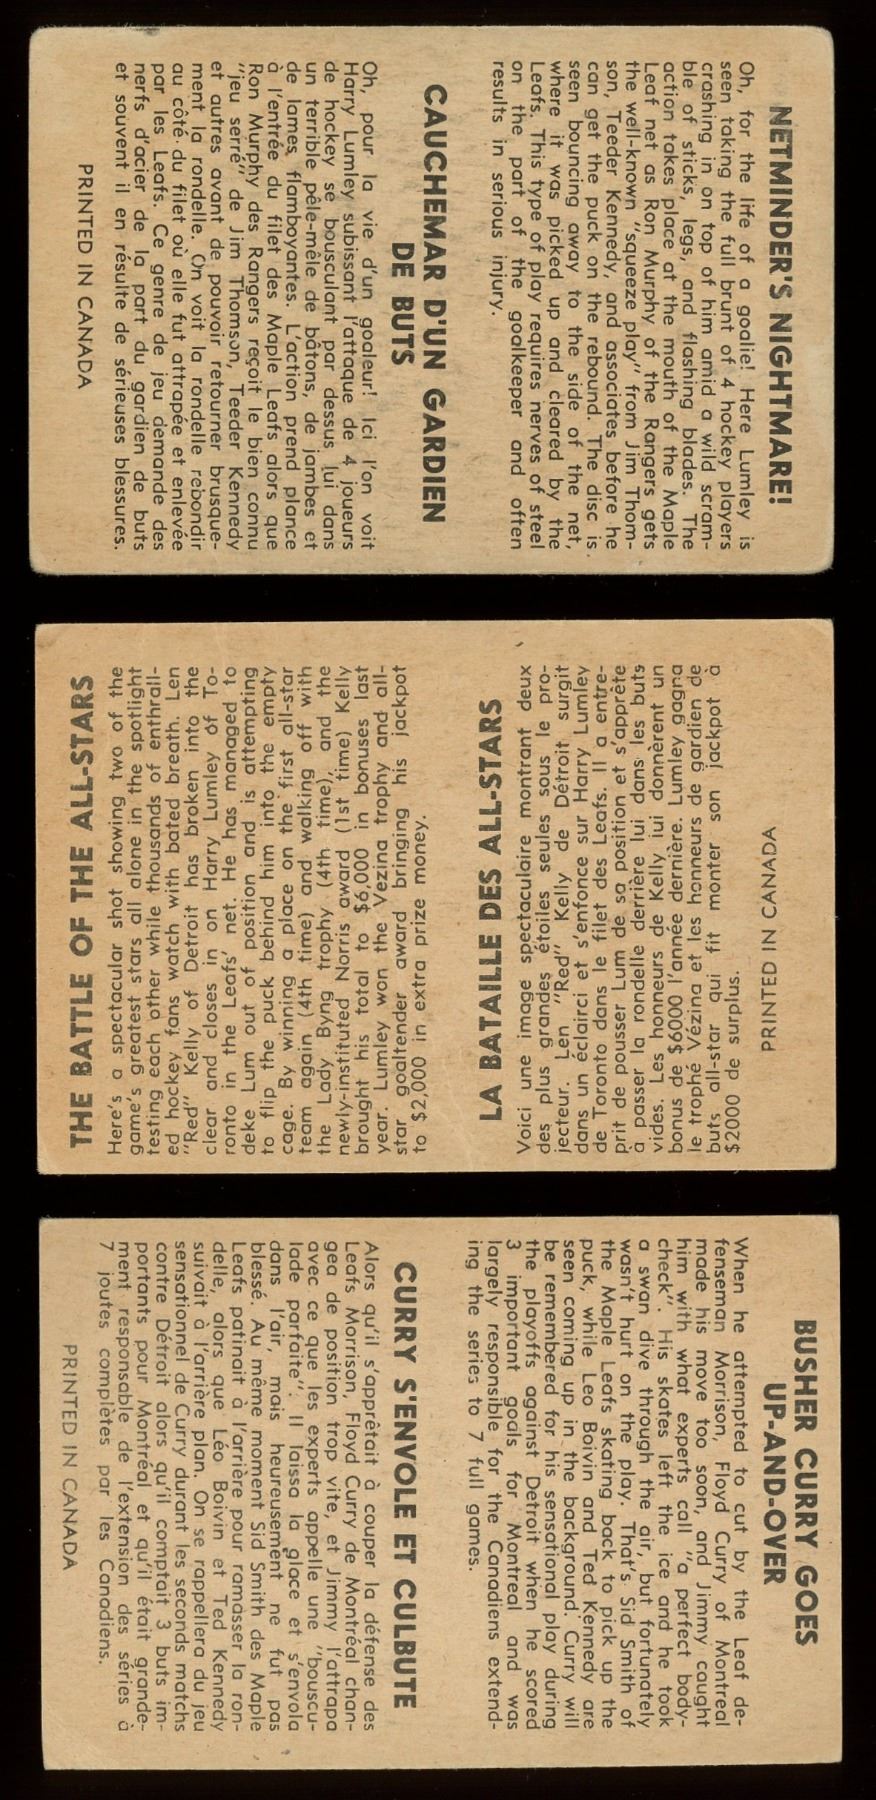 NETMINDER'S NIGHTMARE!
Oh, for the life of a goalie! Here Lumley is
seen taking the full brunt of 4 hockey players
crashing in on top of him amid a wild scram-
ble of sticks, legs, and flashing blades. The
action takes place at the mouth of the Maple
Leaf net as Ron Murphy of the Rangers gets
the well-known "squeeze play" from Jim Thom-
son, Teeder Kennedy, and associates before he
can get the puck on the rebound. The disc is
seen bouncing away to the side of the net,
where it was picked up and cleared by the
Leafs. This type of play requires nerves of steel
on the part of the goalkeeper and often
results in serious injury.
CAUCHEMAR D'UN GARDIEN
DE BUTS
Oh, pour la vie d'un goaleur! Ici l'on voit
Harry Lumley subissant l'attaque de 4 joueurs
de hockey se bousculant par dessus lui dans
un terrible pêle-mêle de bâtons, de jambes et
de lames flamboyantes. L'action prend plance
à l'entrée du filet des Maple Leafs alors que
Ron Murphy des Rangers reçoit le bien connu
"jeu serré" de Jim Thomson, Teeder Kennedy
et autres avant de pouvoir retourner brusque-
ment la rondelle. On voit la rondelle rebondir
au côté du filet où elle fut attrapée et enlevée
par les Leafs. Ce genre de jeu demande des
nerfs d'acier de la part du gardien de buts
et souvent il en résulte de sérieuses blessures.
PRINTED IN CANADA
THE BATTLE OF THE ALL-STARS
Here's a spectacular shot showing two of the
game's greatest stars all alone in the spotlight
testing each other while thousands of enthrall-
ed hockey fans watch with bated breath. Len
"Red" Kelly of Detroit has broken into the
clear and closes in on Harry Lumley of To-
ronto in the Leafs' net. He has managed to
deke Lum out of position and is attempting
to flip the puck behind him into the empty
cage. By winning a place on the first all-star
team again (4th time) and walking off with
the Lady Byng trophy (4th time), and the
newly-instituted Norris award (1st time) Kelly
brought his total to $6,000 in bonuses last
year. Lumley won the Vezina trophy and all-
star goaltender award bringing his jackpot
to $2,000 in extra prize money.
LA BATAILLE DES ALL-STARS
Voici une image spectaculaire montrant deux
des plus grandes étoiles seules sous le pro-
jecteur. Len "Red" Kelly de Détroit surgit
dans un éclairci et s'enfonce sur Harry Lumley
de Toronto dans le filet des Leafs. Il a entre-
prit de pousser Lum de sa position et s'apprête
à passer la rondelle derrière lui dans les buts
vides. Les honneurs de Kelly lui donnèrent un
bonus de $6000 l'année dernière. Lumley gagna
le trophé Vézina et les honneurs de gardien de
buts all-star qui fit monter son jackpot à
$2000 de surplus.
PRINTED IN CANADA
BUSHER CURRY GOES
UP-AND-OVER
When he attempted to cut by the Leaf de-
fenseman Morrison, Floyd Curry of Montreal
made his move too soon, and Jimmy caught
him with what experts call "a perfect body-
check". His skates left the ice and he took
a swan dive through the air, but fortunately
wasn't hurt on the play. That's Sid Smith of
the Maple Leafs skating back to pick up the
puck, while Leo Boivin and Ted Kennedy are
seen coming up in the background. Curry will
be remembered for his sensational play during
the playoffs against Detroit when he scored
3 important goals for Montreal and was
largely responsible for the Canadiens extend-
ing the series to 7 full games.
CURRY S'ENVOLE ET CULBUTE
Alors qu'il s'apprêtait à couper la défense des
Leafs Morrison, Floyd Curry de Montréal chan-
gea de position trop vite, et Jimmy l'attrapa
avec ce que les experts appelle une "bouscu-
lade parfaite": Il laissa la glace et s'envola
dans l'air, mais heureusement ne fut pas
blessé. Au même moment Sid Smith des Maple
Leafs patinait à l'arrière pour ramasser la ron-
delle, alors que Léo Boivin et Ted Kennedy
suivait à l'arrière plan. On se rappellera du jeu
sensationnel de Curry durant les seconds matchs
contre Détroit alors qu'il comptait 3 buts im-
portants pour Montréal et qu'il était grande-
ment responsable de l'extension des séries à
7 joutes complètes par les Canadiens.
PRINTED IN CANADA